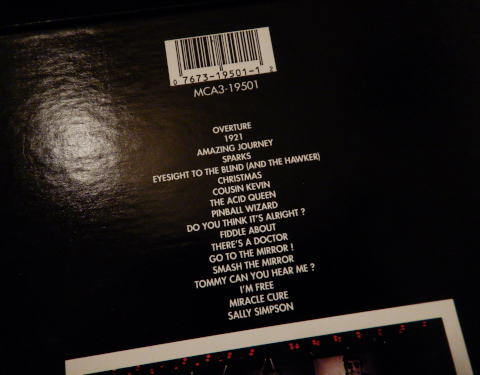 0 7673-19501-1 2
MCA3-19501
OVERTURE
1921
AMAZING JOURNEY
SPARKS
EYESIGHT TO THE BLIND (AND THE HAWKER)
CHRISTMAS
COUSIN KEVIN
THE ACID QUEEN
PINBALL WIZARD
DO YOU THINK IT'S ALRIGHT ?
FIDDLE ABOUT
THERE'S A DOCTOR
GO TO THE MIRROR !
SMASH THE MIRROR
TOMMY CAN YOU HEAR ME ?
I'M FREE
MIRACLE CURE
SALLY SIMPSON